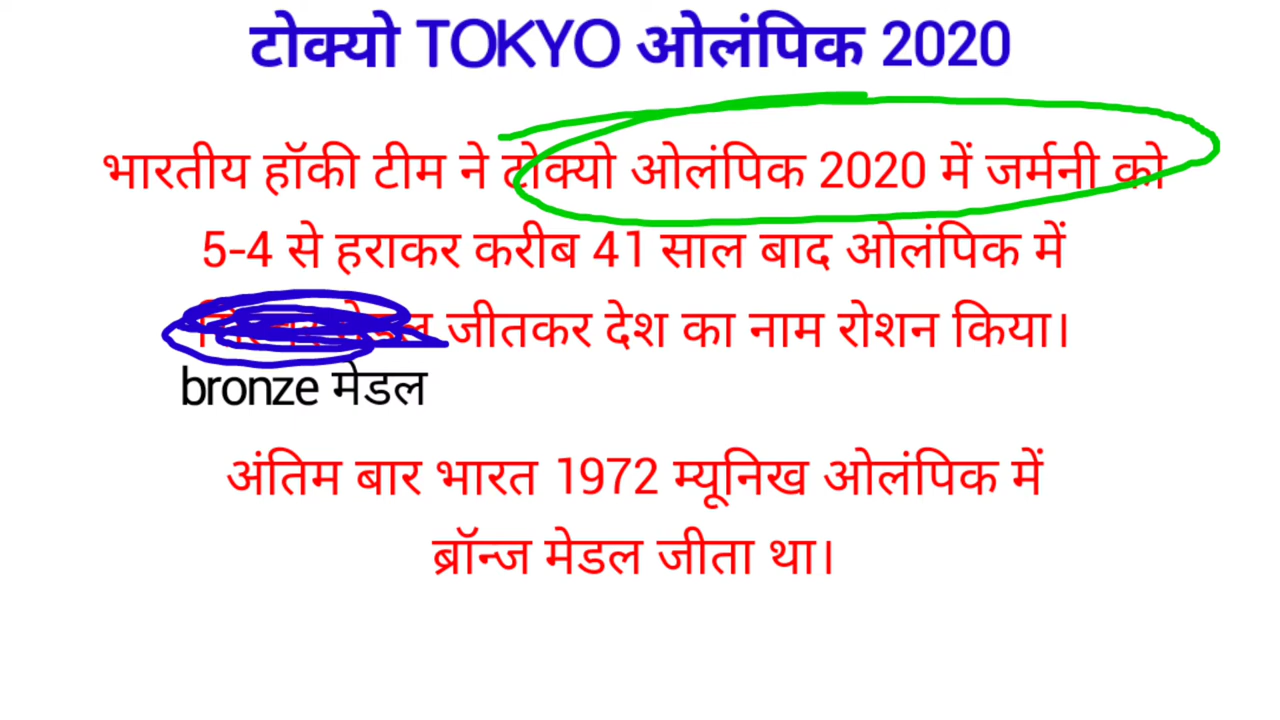 टोक्यो TOKYO ओलंपिक 2020
भारतीय हॉकी टीम ने टोक्यो ओलंपिक 2020 में जर्मनी को
5-4 से हराकर करीब 41 साल बाद ओलंपिक में
जीतकर देश का नाम रोशन किया।
bronze मेडल
अंतिम बार भारत 1972 म्यूनिख ओलंपिक में
ब्रॉन्ज मेडल जीता था।